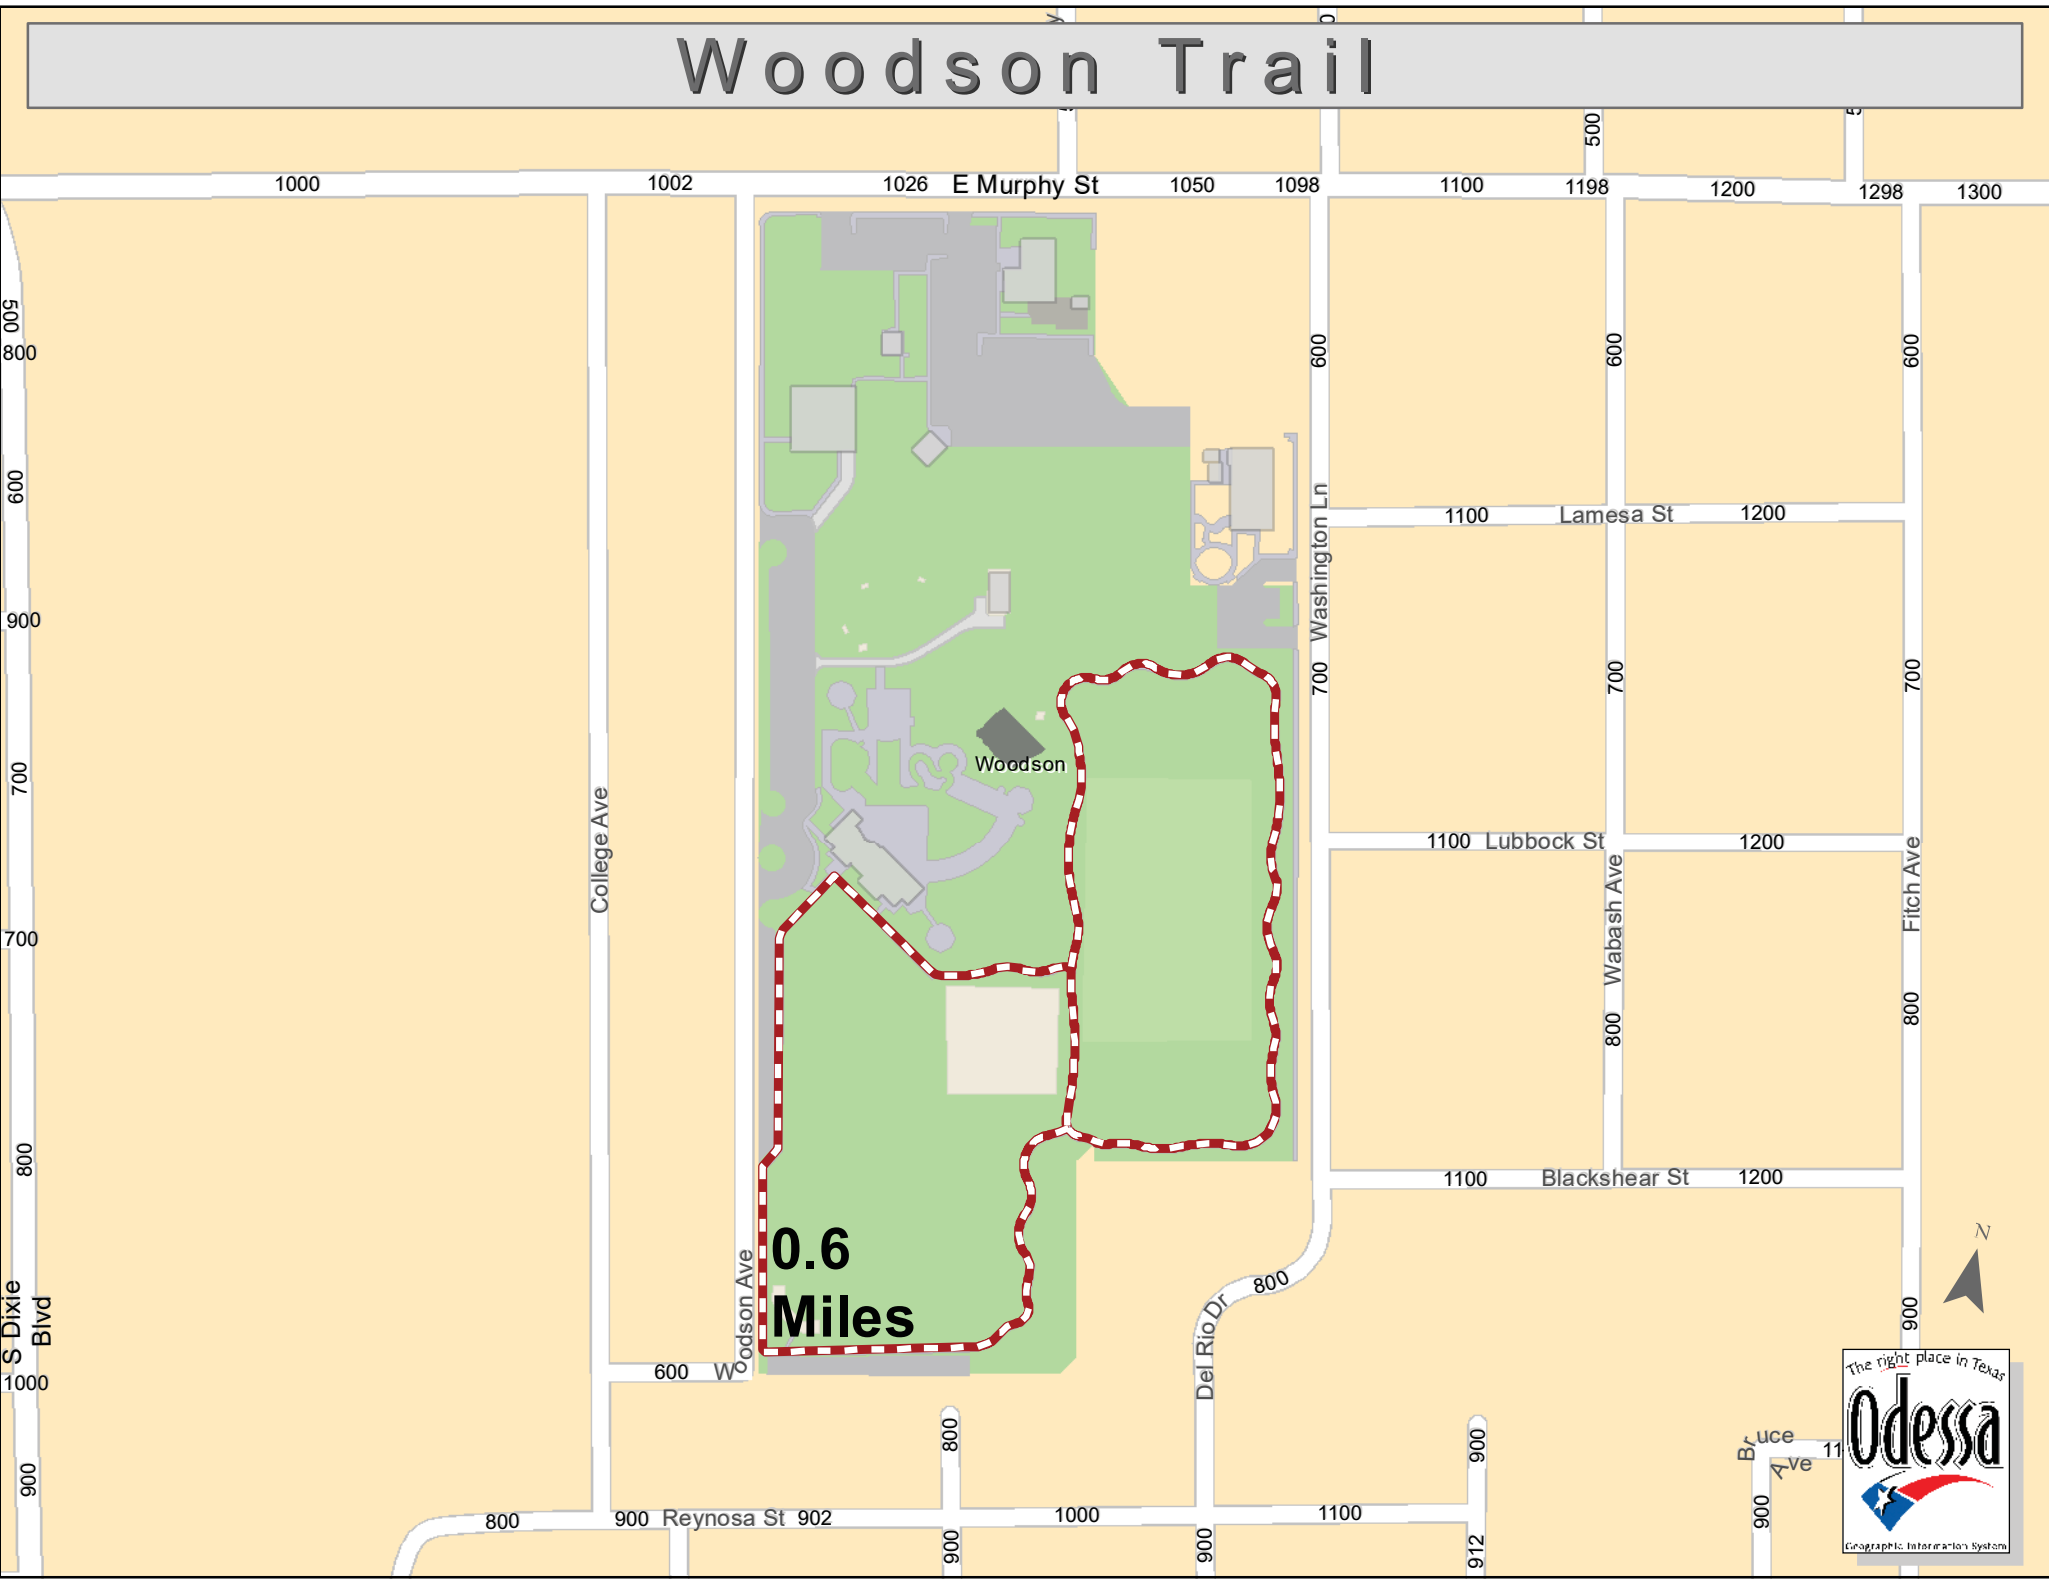 Woodson Trail
500
1000
1002
1026
E Murphy St
1050
1098
1100
1198
1200
1298
1300
500
800
600
600
600
600
Washington Ln
1100
Lamesa St
1200
900
700
700
700
700
Woodson
College Ave
1100
Lubbock St
1200
Wabash Ave
Fitch Ave
700
800
800
800
1100
Blackshear St
1200
0.6
Miles
N
S Dixie
Blvd
Woodson Ave
800
Del Rio Dr
900
600
1000
The right place in Texas
Odessa
Geographic Information System
800
900
Bruce
Ave
11
900
800
900
Reynosa St
902
1000
1100
900
900
900
912